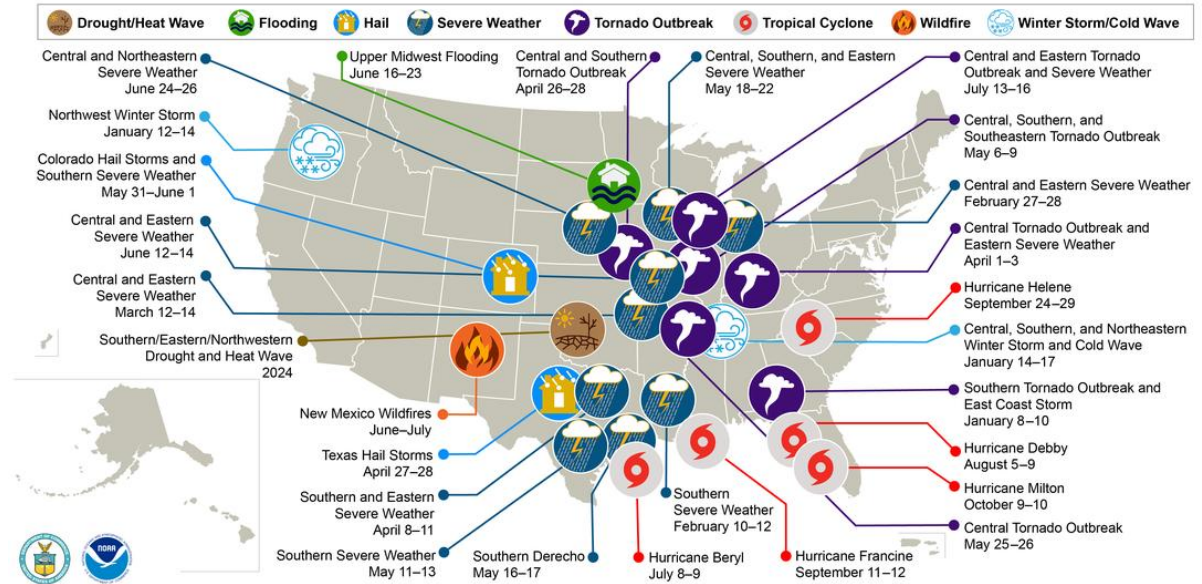 Drought/Heat Wave
Flooding
Hail
Severe Weather
Tornado Outbreak
Tropical Cyclone
Wildfire
Winter Storm/Cold Wave
Central and Northeastern
Severe Weather
June 24–26
Northwest Winter Storm
January 12–14
Colorado Hail Storms and
Southern Severe Weather
May 31–June 1
Central and Eastern
Severe Weather
June 12–14
Central and Eastern
Severe Weather
March 12–14
Southern/Eastern/Northwestern
Drought and Heat Wave
2024
New Mexico Wildfires
June–July
Texas Hail Storms
April 27–28
Southern and Eastern
Severe Weather
April 8–11
Southern Severe Weather
May 11–13
Upper Midwest Flooding
June 16–23
Central and Southern
Tornado Outbreak
April 26–28
Central, Southern, and Eastern
Severe Weather
May 18–22
Central and Eastern Tornado
Outbreak and Severe Weather
July 13–16
Central, Southern, and
Southeastern Tornado Outbreak
May 6–9
Central and Eastern Severe Weather
February 27–28
Central Tornado Outbreak and
Eastern Severe Weather
April 1–3
Hurricane Helene
September 24–29
Central, Southern, and Northeastern
Winter Storm and Cold Wave
January 14–17
Southern Tornado Outbreak and
East Coast Storm
January 8–10
Hurricane Debby
August 5–9
Hurricane Milton
October 9–10
Central Tornado Outbreak
May 25–26
Southern Derecho
May 16–17
Hurricane Beryl
July 8–9
Southern
Severe Weather
February 10–12
Hurricane Francine
September 11–12
NOAA